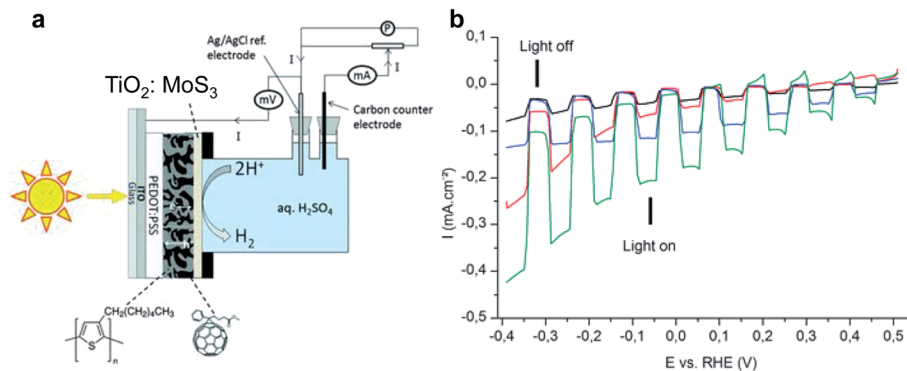 a
Ag/AgCl ref.
electrode
I
P
mA
I
TiO₂: MoS₃
mV
I
Carbon counter
electrode
Glass
ITO
PEDOT:PSS
2H⁺
H₂
aq. H₂SO₄
CH₂(CH₂)₄CH₃
S
n
b
Light off
Light on
0,1
0,0
-0,1
-0,2
-0,3
-0,4
-0,5
I (mA.cm⁻²)
-0,4 -0,3 -0,2 -0,1 0,0 0,1 0,2 0,3 0,4 0,5
E vs. RHE (V)